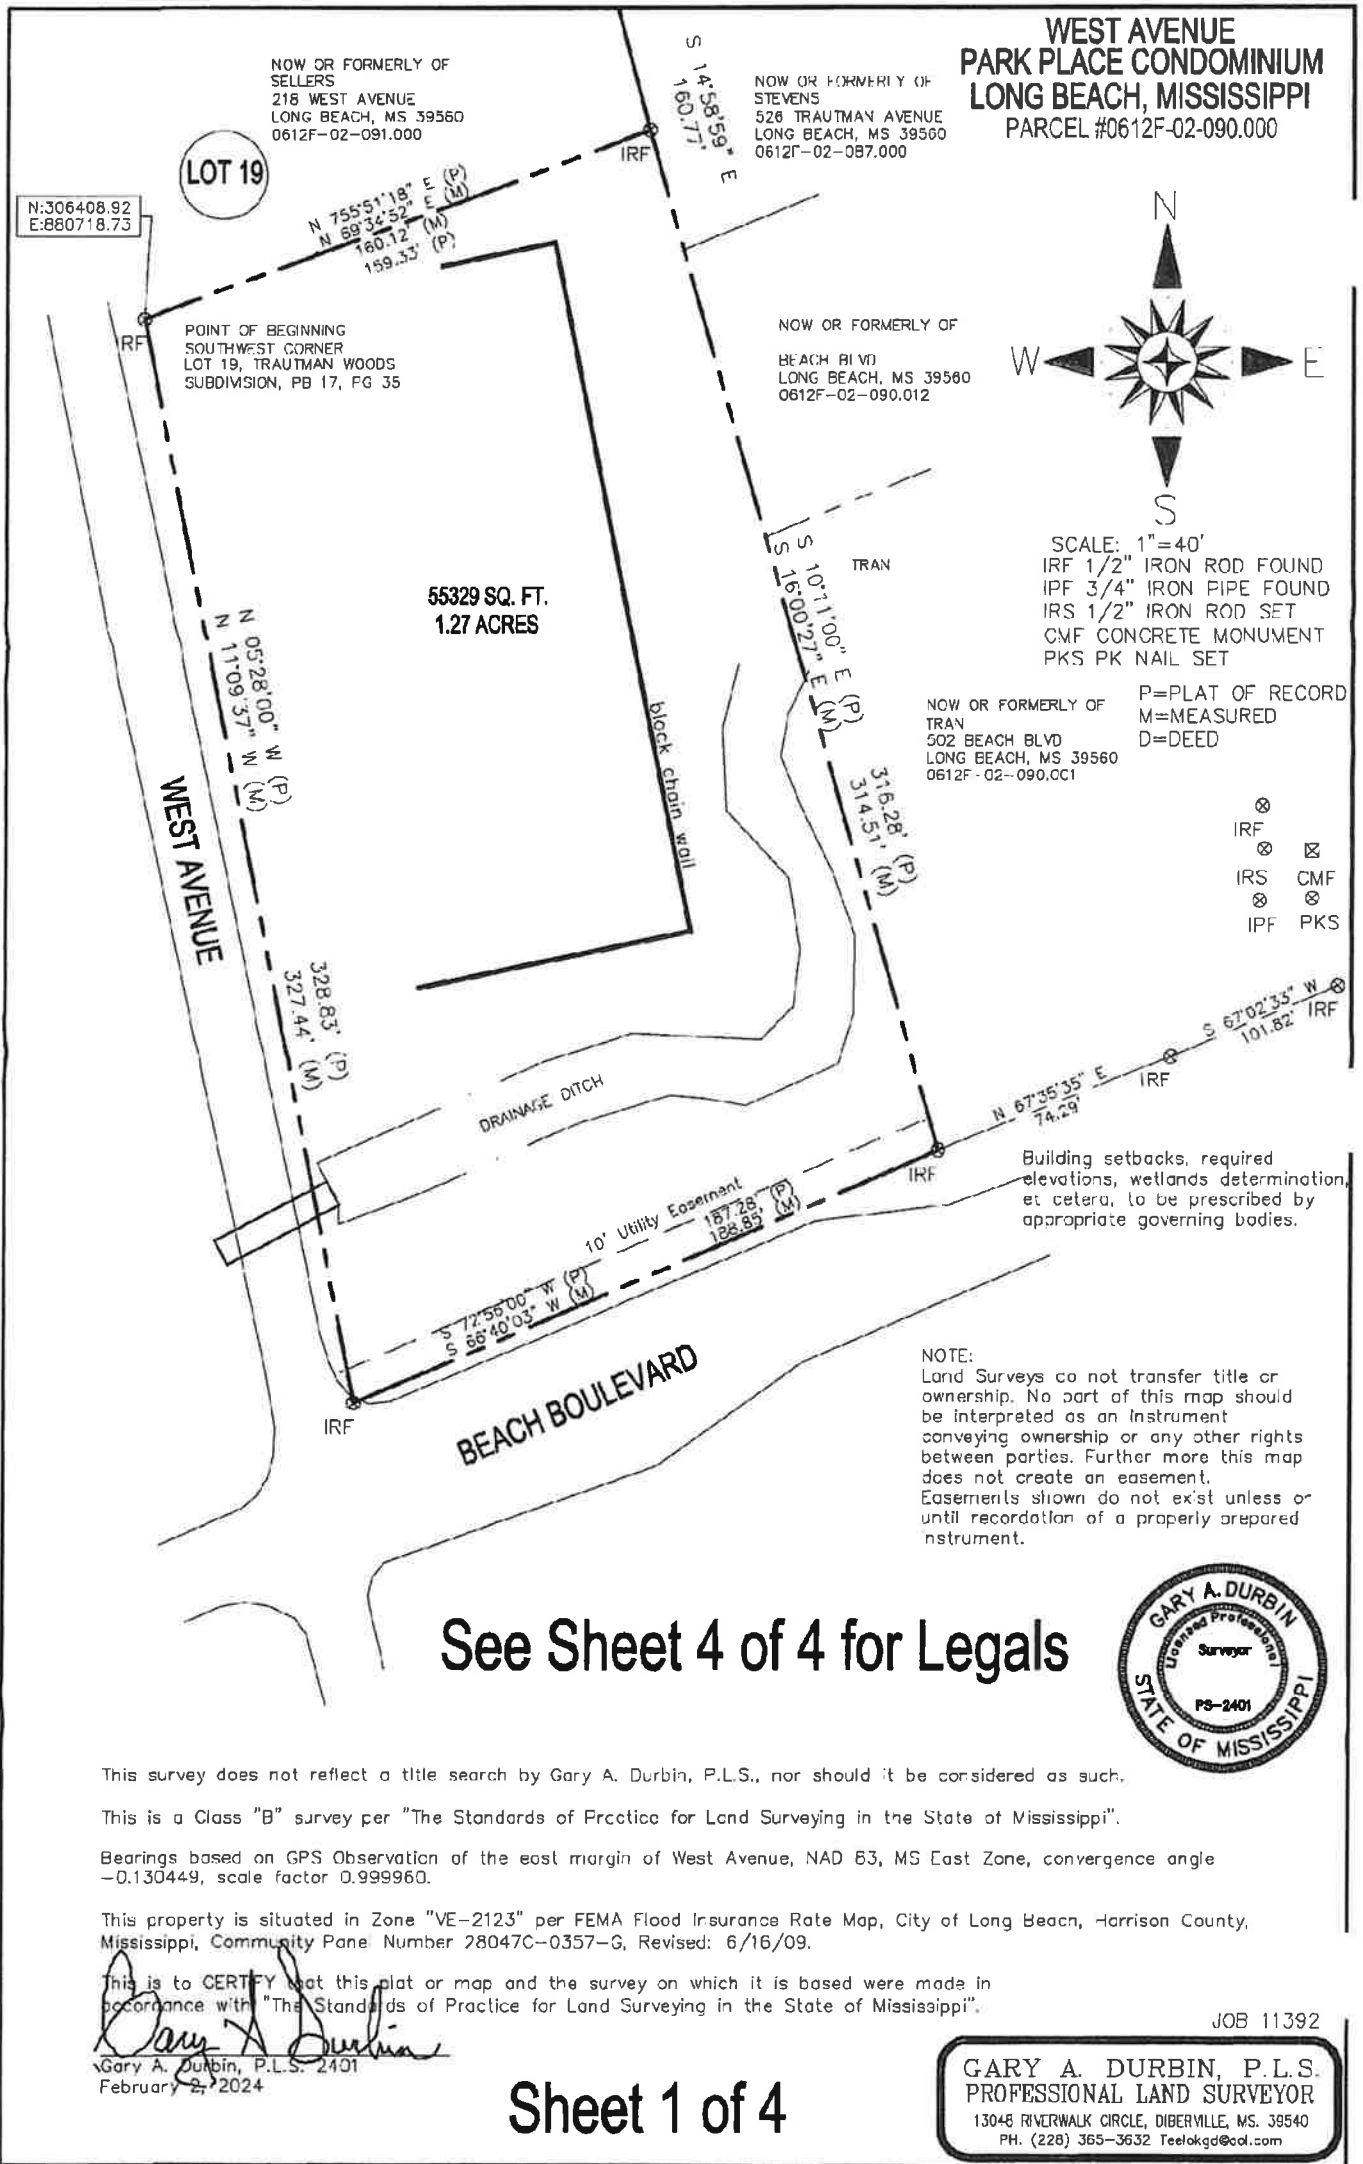 WEST AVENUE
PARK PLACE CONDOMINIUM
LONG BEACH, MISSISSIPPI
PARCEL #0612F-02-090.000
NOW OR FORMERLY OF
SELLERS
218 WEST AVENUE
LONG BEACH, MS 39560
0612F-02-091.000
LOT 19
N:306408.92
E:880718.73
S 14°58'59" E
160.77'
NOW OR FORMERLY OF
STEVENS
526 TRAUTMAN AVENUE
LONG BEACH, MS 39560
0612F-02-087.000
IRF
N 755°51'18" E (P)
N 69°34'52" E (M)
160.12' (M)
159.33' (P)
RF
POINT OF BEGINNING
SOUTHWEST CORNER
LOT 19, TRAUTMAN WOODS
SUBDIVISION, PB 17, PG 35
NOW OR FORMERLY OF
BEACH BLVD
LONG BEACH, MS 39560
0612F-02-090.012
N
W
E
S
SCALE: 1"=40'
IRF 1/2" IRON ROD FOUND
IPF 3/4" IRON PIPE FOUND
IRS 1/2" IRON ROD SET
CMF CONCRETE MONUMENT
PKS PK NAIL SET
P=PLAT OF RECORD
M=MEASURED
D=DEED
TRAN
S 10°11'00" E (P)
S 16°00'27" E (M)
55329 SQ. FT.
1.27 ACRES
N 05°28'00" W (P)
N 11°09'37" W (M)
block chain wall
NOW OR FORMERLY OF
TRAN
502 BEACH BLVD
LONG BEACH, MS 39560
0612F-02-090.001
316.28' (P)
314.51' (M)
WEST AVENUE
IRF
IRS CMF
IPF PKS
328.83' (P)
327.44' (M)
S 67°02'33" W
101.82'
IRF
IRF
N 67°35'35" E
74.29'
DRAINAGE DITCH
IRF
10' Utility Easement
187.28' (P)
188.85' (M)
S 72°56'00" W (P)
S 66°40'03" W (M)
Building setbacks, required
elevations, wetlands determination,
et cetera, to be prescribed by
appropriate governing bodies.
IRF
BEACH BOULEVARD
NOTE:
Land Surveys do not transfer title or
ownership. No part of this map should
be interpreted as an instrument
conveying ownership or any other rights
between parties. Further more this map
does not create an easement.
Easements shown do not exist unless or
until recordation of a properly prepared
nstrument.
See Sheet 4 of 4 for Legals
GARY A. DURBIN
Licensed Professional
Surveyor
PS-2401
STATE OF MISSISSIPPI
This survey does not reflect a title search by Gary A. Durbin, P.L.S., nor should it be considered as such.
This is a Class "B" survey per "The Standards of Practice for Land Surveying in the State of Mississippi".
Bearings based on GPS Observation of the east margin of West Avenue, NAD 83, MS East Zone, convergence angle
-0.130449, scale factor 0.999960.
This property is situated in Zone "VE-2123" per FEMA Flood Insurance Rate Map, City of Long Beach, Harrison County,
Mississippi, Community Pane Number 28047C-0357-G, Revised: 6/16/09.
This is to CERTIFY that this plat or map and the survey on which it is based were made in
accordance with "The Standards of Practice for Land Surveying in the State of Mississippi".
Gary A Durbin
Gary A. Durbin, P.L.S. 2401
February 2, 2024
JOB 11392
Sheet 1 of 4
GARY A. DURBIN, P.L.S.
PROFESSIONAL LAND SURVEYOR
13046 RIVERWALK CIRCLE, DIBERVILLE, MS. 39540
PH. (228) 365-3632 Teelokgd@aol.com